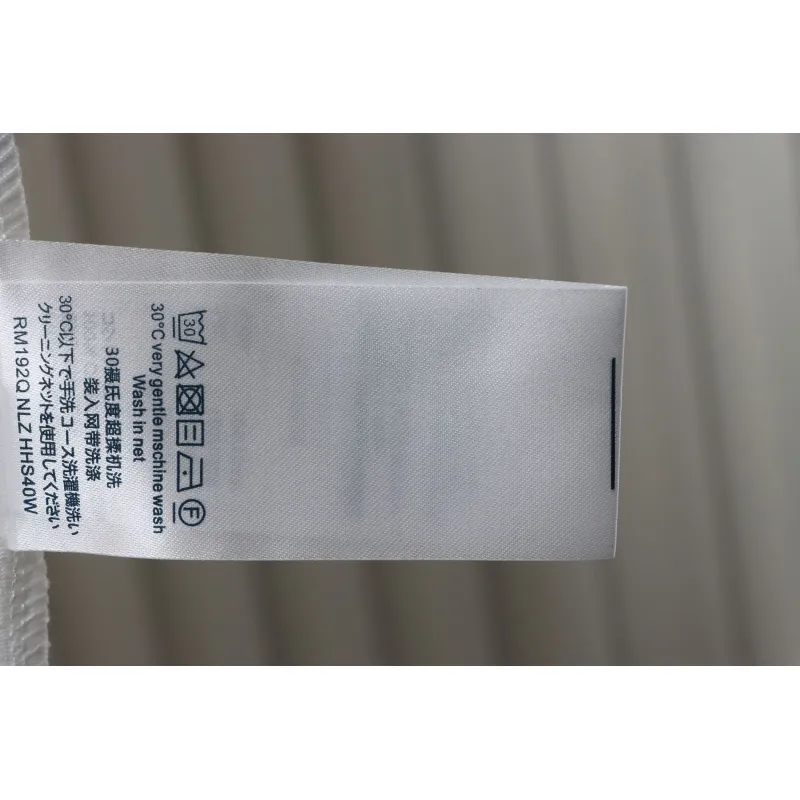 30
F
30°C very gentle mschine wash
Wash in net
30摄氏度超揉机洗
装入网带洗涤
30°C以下で手洗コース洗濯機洗い
クリーニングネットを使用してください
RM192Q NLZ HHS40W